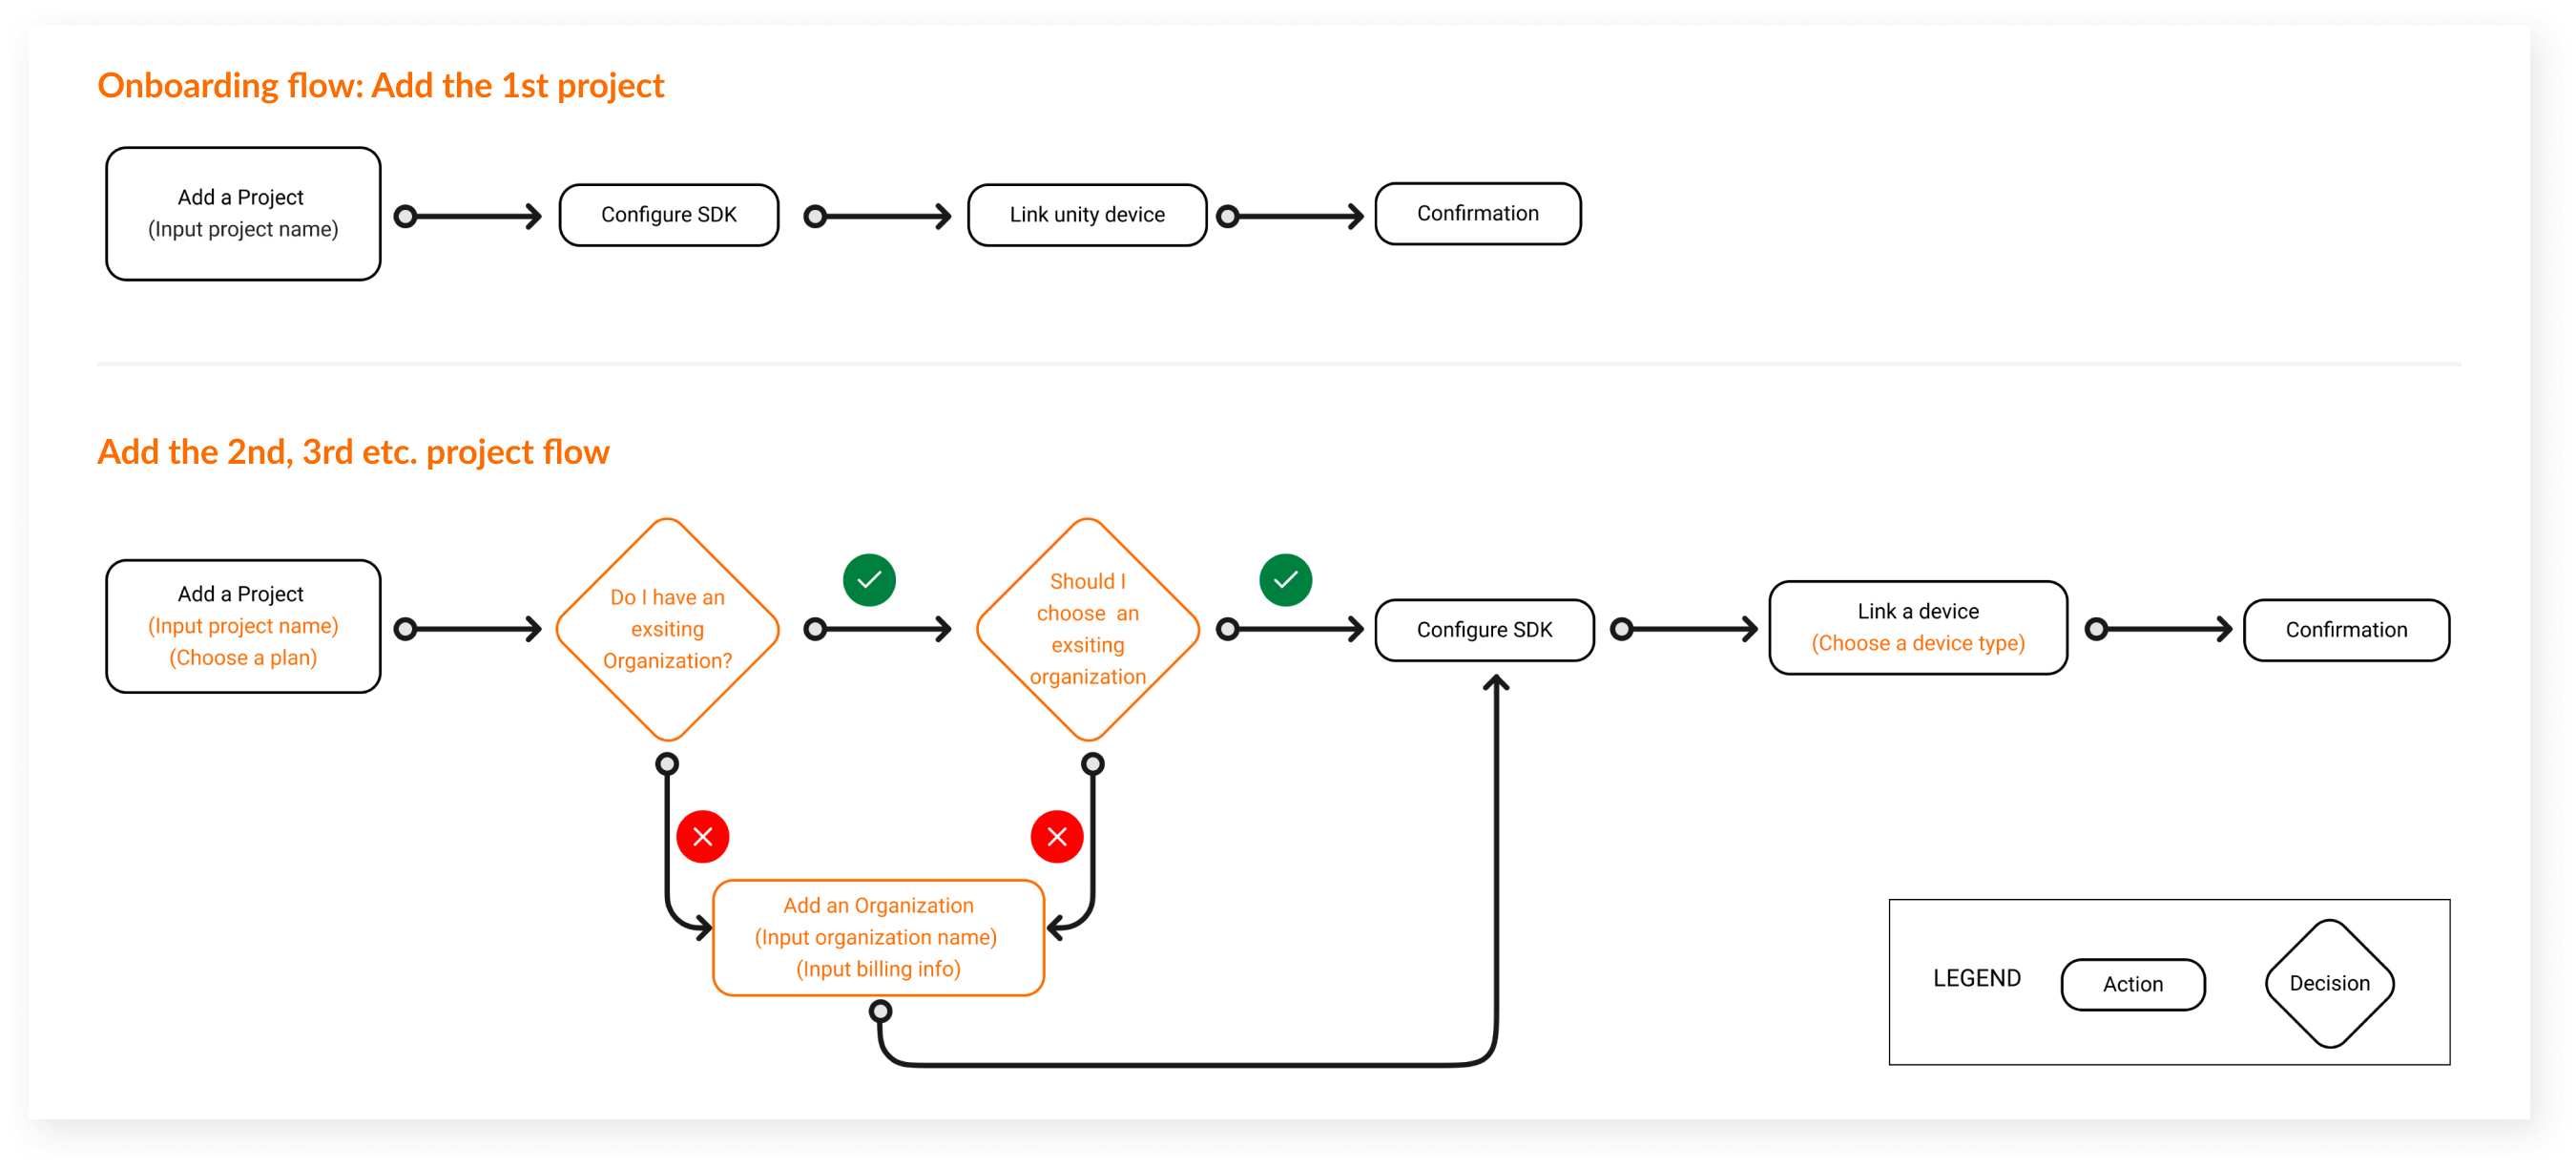 Onboarding flow: Add the 1st project
Add a Project
(Input project name)
Configure SDK
Link unity device
Confirmation
Add the 2nd, 3rd etc. project flow
Add a Project
(Input project name)
(Choose a plan)
Do I have an
exsiting
Organization?
Should I
choose an
exsiting
organization
Configure SDK
Link a device
(Choose a device type)
Confirmation
Add an Organization
(Input organization name)
(Input billing info)
LEGEND
Action
Decision